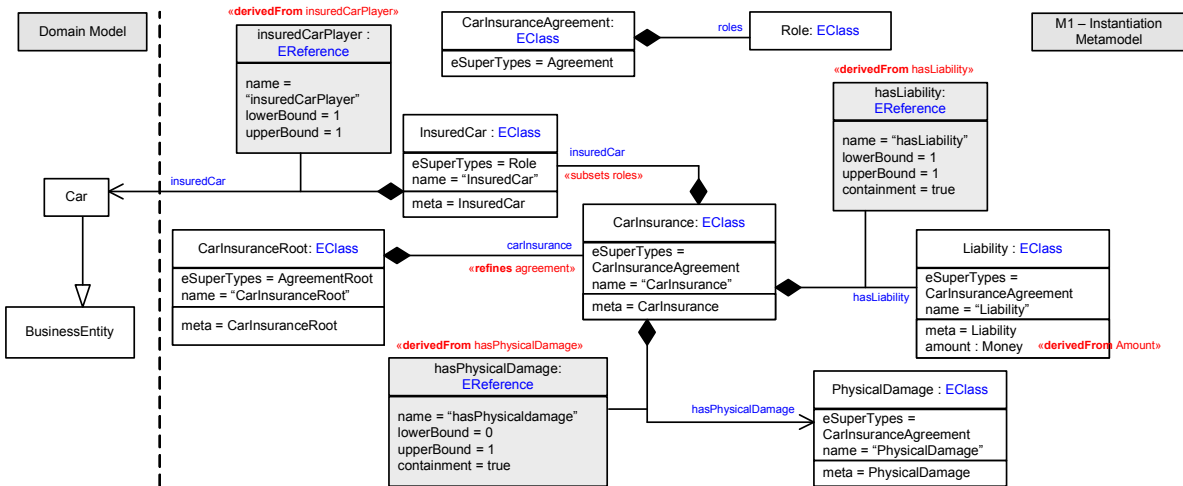 Domain Model
«derivedFrom insuredCarPlayer»
insuredCarPlayer :
EReference
name =
“insuredCarPlayer”
lowerBound = 1
upperBound = 1
CarInsuranceAgreement:
EClass
eSuperTypes = Agreement
roles
Role: EClass
M1 – Instantiation
Metamodel
«derivedFrom hasLiability»
hasLiability:
EReference
name = “hasLiability”
lowerBound = 1
upperBound = 1
containment = true
InsuredCar : EClass
eSuperTypes = Role
name = “InsuredCar”
meta = InsuredCar
insuredCar
«subsets roles»
insuredCar
Car
BusinessEntity
CarInsuranceRoot: EClass
eSuperTypes = AgreementRoot
name = “CarInsuranceRoot”
meta = CarInsuranceRoot
carInsurance
«refines agreement»
CarInsurance: EClass
eSuperTypes =
CarInsuranceAgreement
name = “CarInsurance”
meta = CarInsurance
hasLiability
Liability : EClass
eSuperTypes =
CarInsuranceAgreement
name = “Liability”
meta = Liability
amount : Money
«derivedFrom Amount»
«derivedFrom hasPhysicalDamage»
hasPhysicalDamage:
EReference
name = “hasPhysicaldamage”
lowerBound = 0
upperBound = 1
containment = true
hasPhysicalDamage
PhysicalDamage : EClass
eSuperTypes =
CarInsuranceAgreement
name = “PhysicalDamage”
meta = PhysicalDamage